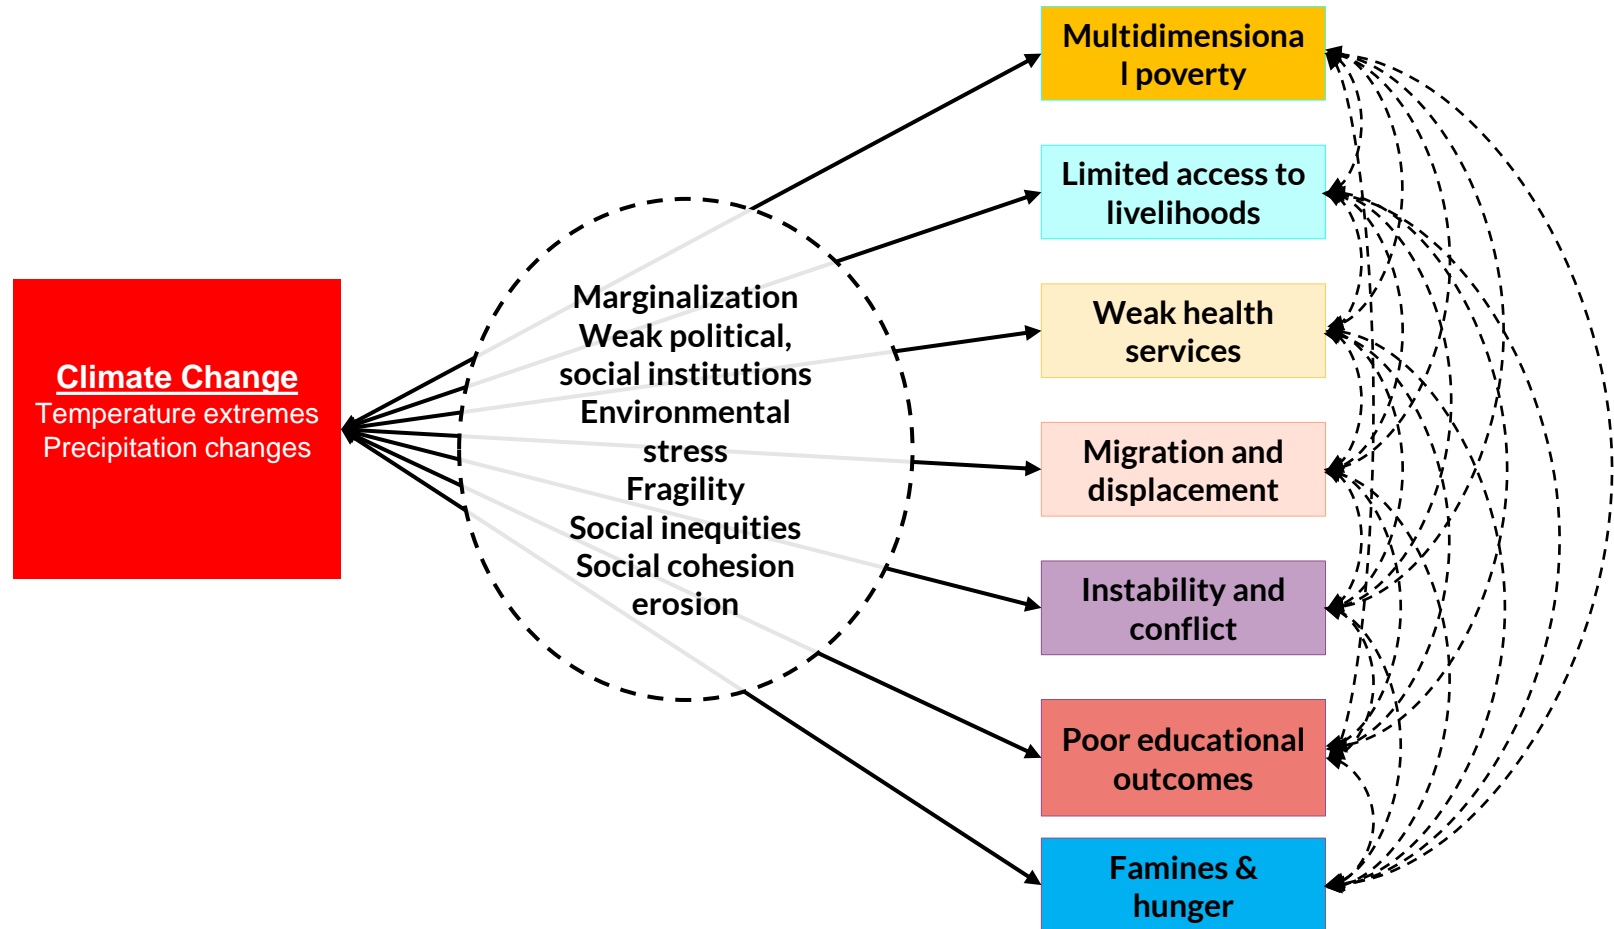 Climate Change
Temperature extremes
Precipitation changes
Marginalization
Weak political,
social institutions
Environmental
stress
Fragility
Social inequities
Social cohesion
erosion
Multidimensiona
l poverty
Limited access to
livelihoods
Weak health
services
Migration and
displacement
Instability and
conflict
Poor educational
outcomes
Famines &
hunger